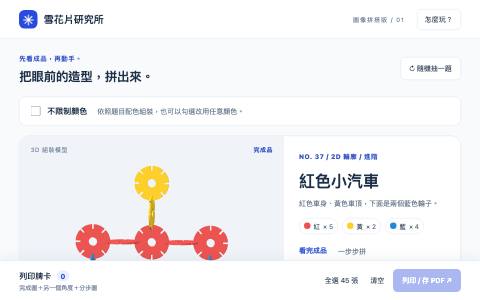 雪花片研究所
圖像拼搭版 / 01
怎麼玩？
先看成品，再動手。
把眼前的造型，拼出來。
↻ 隨機抽一題
不限制顏色
依照題目配色組裝，也可以勾選改用任意顏色。
3D 組裝模型
完成品
NO. 37 / 2D 輪廓 / 進階
紅色小汽車
紅色車身、黃色車頂，下面是兩個藍色輪子。
紅 × 5
黃 × 2
藍 × 4
看完成品
一步步拼
列印牌卡 0
完成圖＋另一個角度＋分步圖
全選 45 張
清空
列印 / 存 PDF ↗